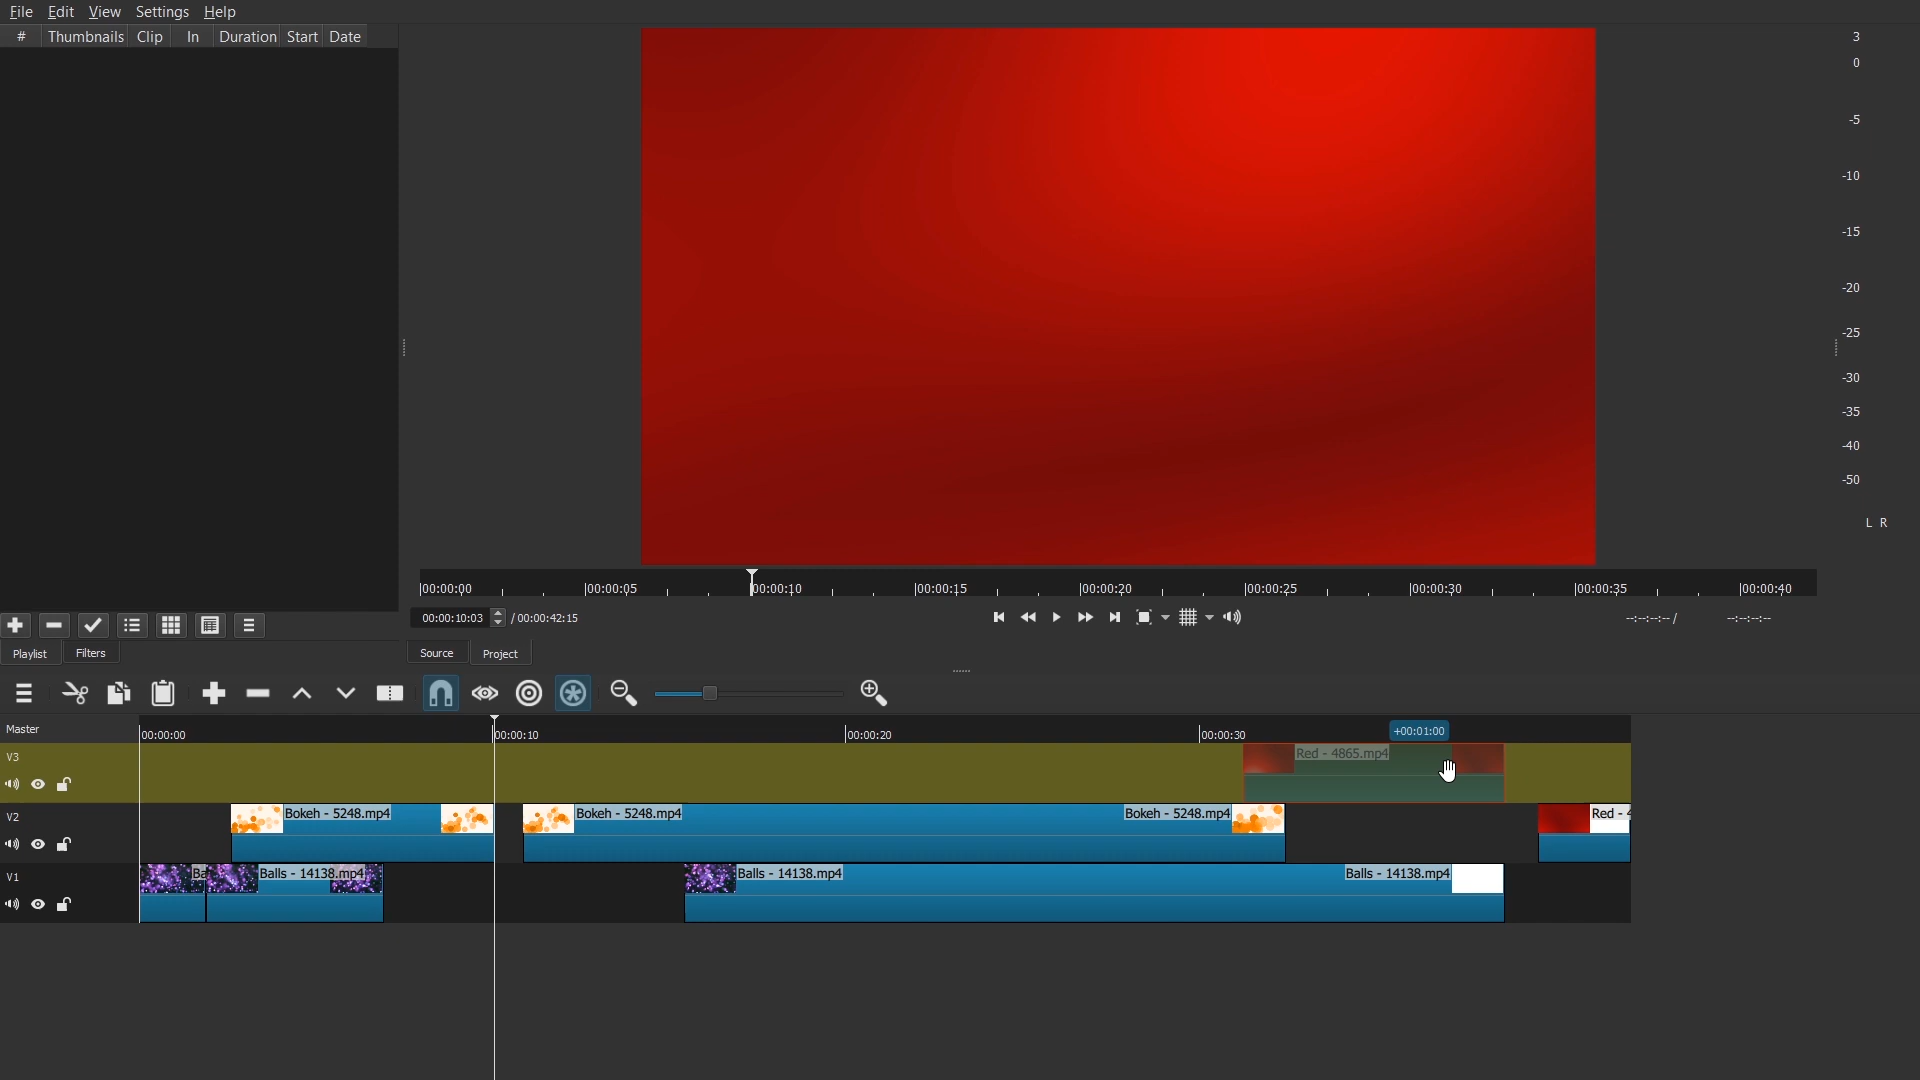 File Edit View Settings Help
# Thumbnails Clip In Duration Start Date
3
0
-5
-10
-15
-20
-25
-30
-35
-40
-50
L R
00:00:00 00:00:05 00:00:10 00:00:15 00:00:20 00:00:25 00:00:30 00:00:35 00:00:40
00:00:10:03 / 00:00:42:15 --:--:--:-- / --:--:--:--
Playlist Filters Source Project
Master 00:00:00 00:00:10 00:00:20 00:00:30 +00:01:00
V3 Red - 4865.mp4
V2 Bokeh - 5248.mp4 Bokeh - 5248.mp4 Bokeh - 5248.mp4 Red - 4
V1 Ba Balls - 14138.mp4 Balls - 14138.mp4 Balls - 14138.mp4